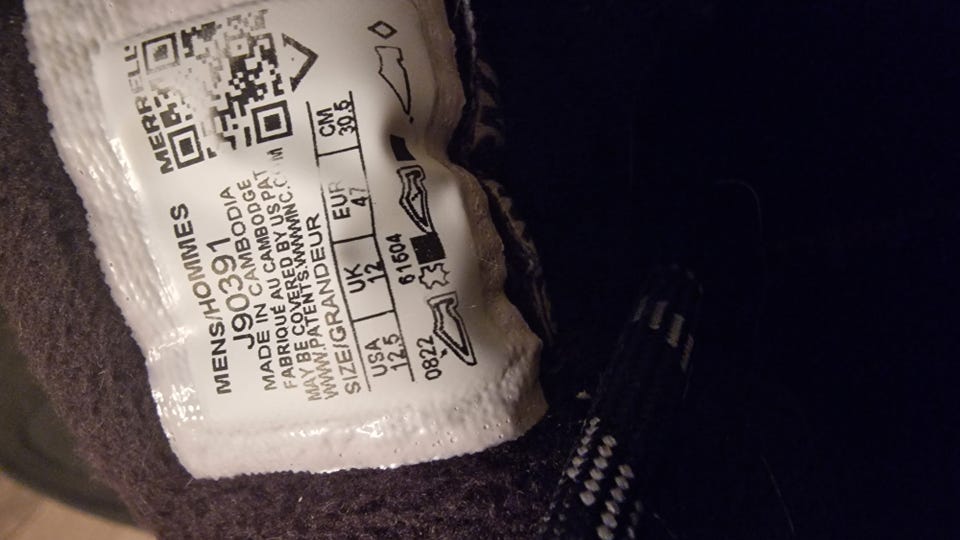 MERRELL
MENS/HOMMES
J90391
MADE IN CAMBODIA
FABRIQUÉ AU CAMBODGE
MAY BE COVERED BY US PAT
WWW.PATENTS.WWWINC.COM
SIZE/GRANDEUR
USA UK EUR CM
12.5 12 47 30.5
0822 61604